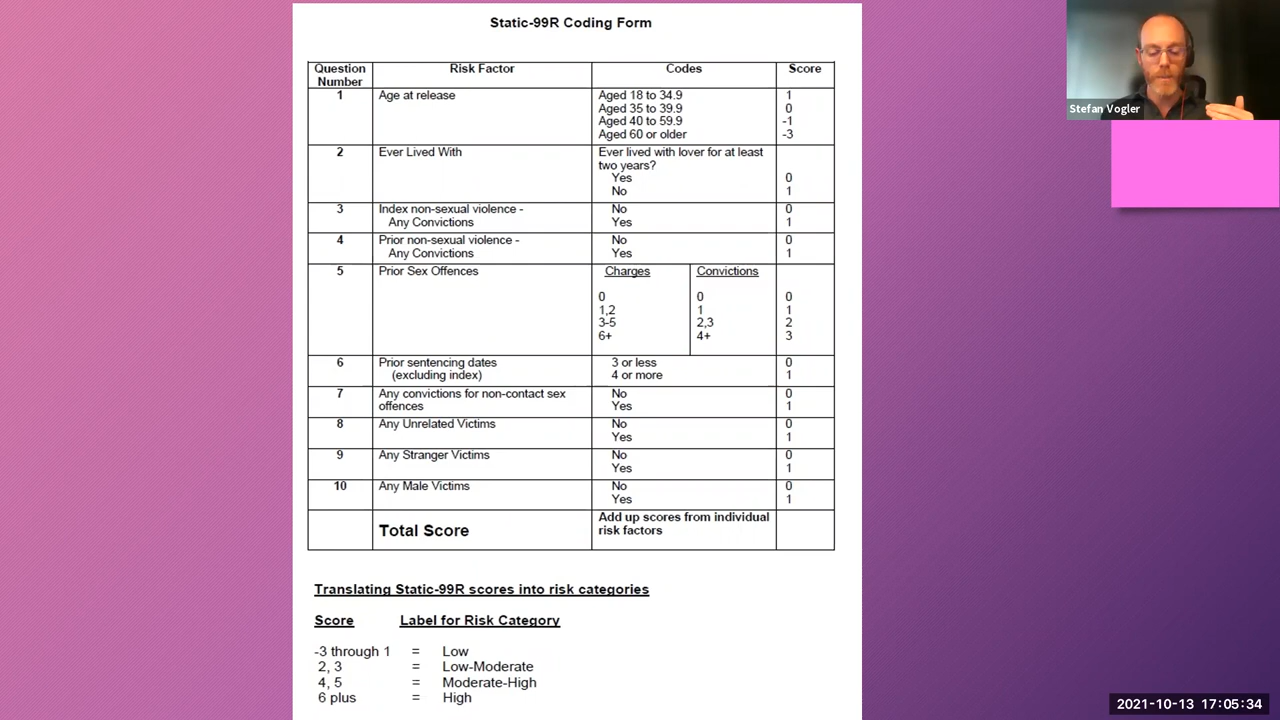 Static-99R Coding Form
Question Number Risk Factor Codes Score
1 Age at release Aged 18 to 34.9 1
Aged 35 to 39.9 0
Aged 40 to 59.9 -1
Aged 60 or older -3
2 Ever Lived With Ever lived with lover for at least
two years?
Yes 0
No 1
3 Index non-sexual violence - No 0
Any Convictions Yes 1
4 Prior non-sexual violence - No 0
Any Convictions Yes 1
5 Prior Sex Offences Charges Convictions
0 0 0
1,2 1 1
3-5 2,3 2
6+ 4+ 3
6 Prior sentencing dates 3 or less 0
(excluding index) 4 or more 1
7 Any convictions for non-contact sex No 0
offences Yes 1
8 Any Unrelated Victims No 0
Yes 1
9 Any Stranger Victims No 0
Yes 1
10 Any Male Victims No 0
Yes 1
Total Score Add up scores from individual
risk factors
Translating Static-99R scores into risk categories
Score Label for Risk Category
-3 through 1 = Low
2, 3 = Low-Moderate
4, 5 = Moderate-High
6 plus = High
Stefan Vogler
2021-10-13 17:05:34